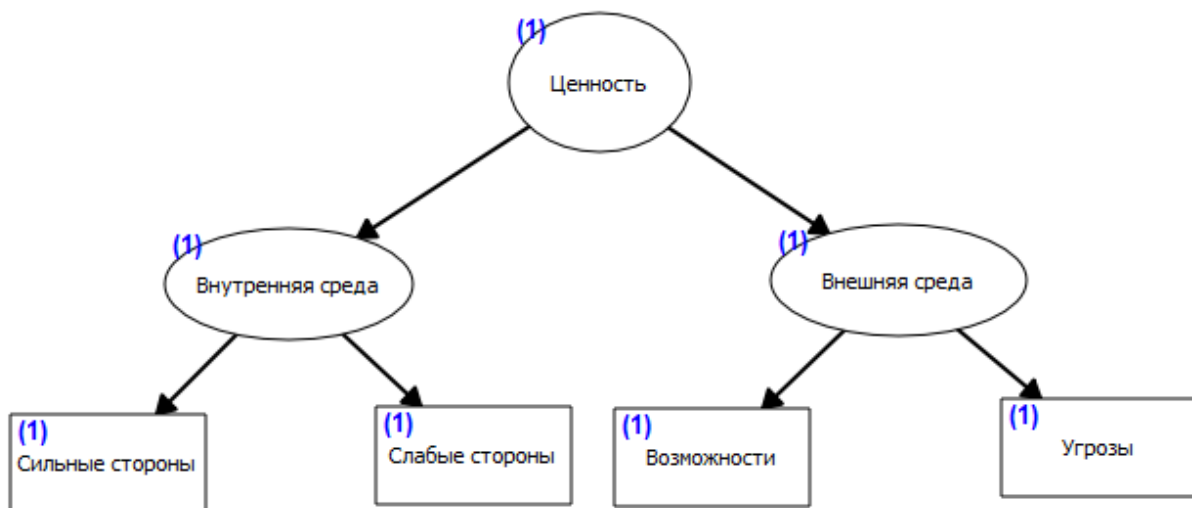 (1)
Ценность
(1)
Внутренняя среда
(1)
Внешняя среда
(1)
Сильные стороны
(1)
Слабые стороны
(1)
Возможности
(1)
Угрозы